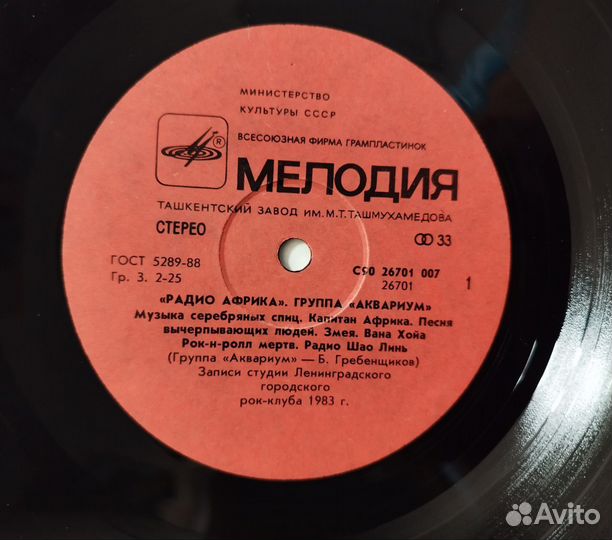 МИНИСТЕРСТВО
КУЛЬТУРЫ СССР
ВСЕСОЮЗНАЯ ФИРМА ГРАМПЛАСТИНОК
®
МЕЛОДИЯ
ТАШКЕНТСКИЙ ЗАВОД ИМ. М.Т. ТАШМУХАМЕДОВА
СТЕРЕО 33
ГОСТ 5289-88 С90 26701 007
Гр. 3. 2-25 26701 1
«РАДИО АФРИКА». ГРУППА «АКВАРИУМ»
Музыка серебряных спиц. Капитан Африка. Песня
вычерпывающих людей. Змея. Вана Хойа
Рок-н-ролл мертв. Радио Шао Линь
(Группа «Аквариум» — Б. Гребенщиков)
Записи студии Ленинградского
городского
рок-клуба 1983 г.
Avito